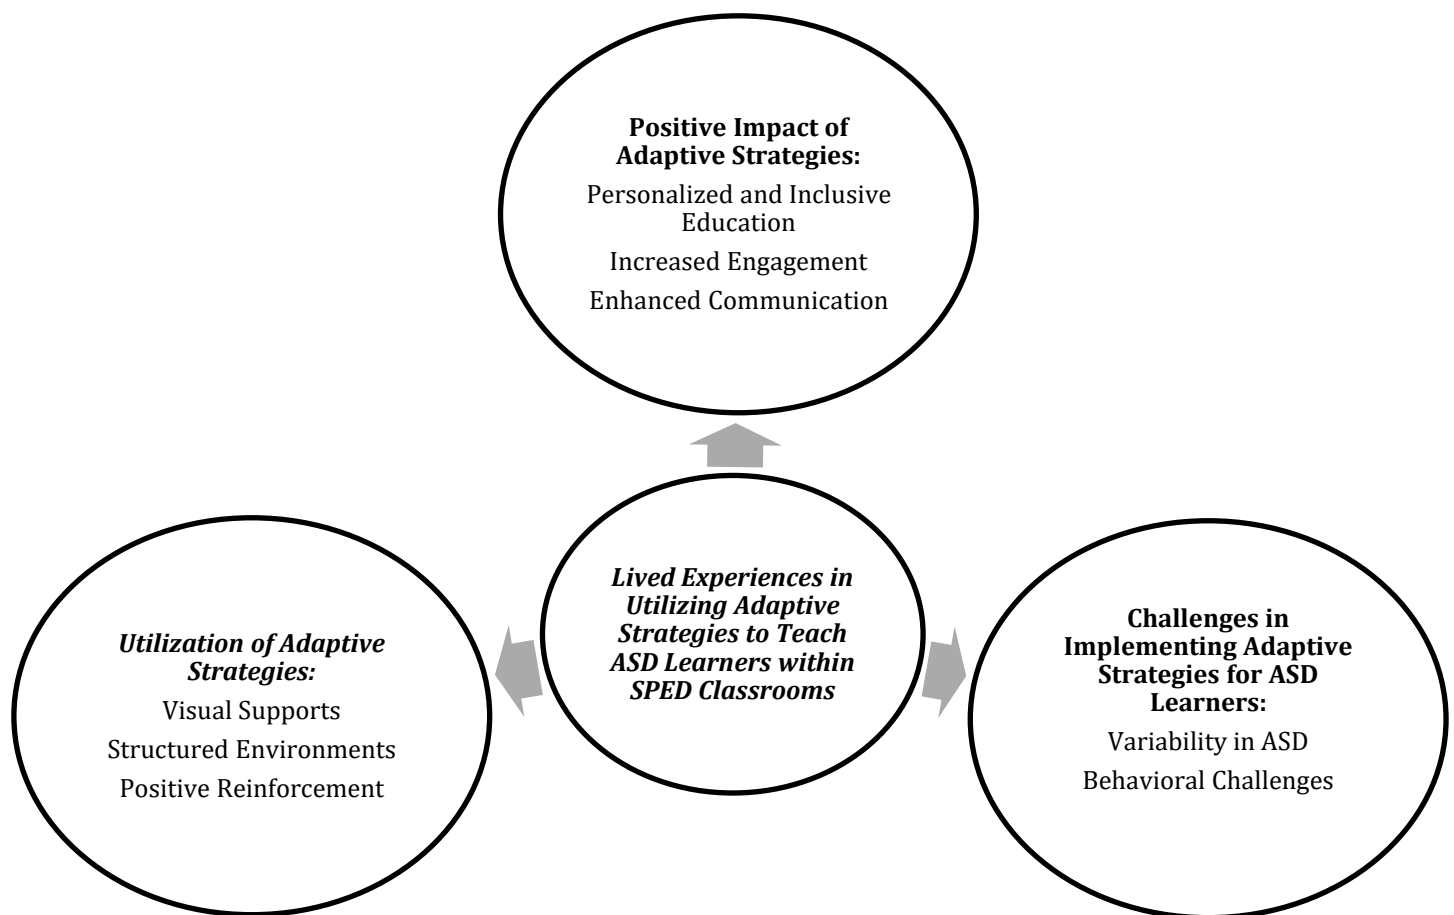 Positive Impact of
Adaptive Strategies:
Personalized and Inclusive
Education
Increased Engagement
Enhanced Communication
Lived Experiences in
Utilizing Adaptive
Strategies to Teach
ASD Learners within
SPED Classrooms
Utilization of Adaptive
Strategies:
Visual Supports
Structured Environments
Positive Reinforcement
Challenges in
Implementing Adaptive
Strategies for ASD
Learners:
Variability in ASD
Behavioral Challenges